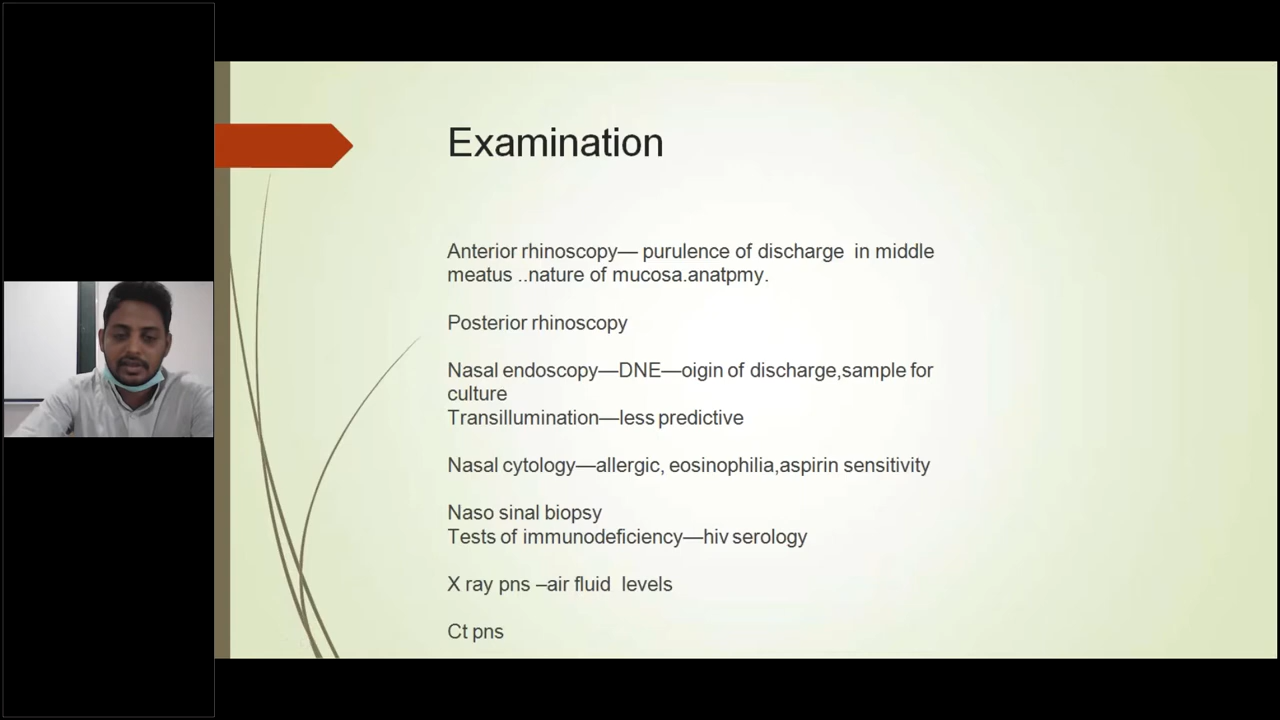 Examination
Anterior rhinoscopy— purulence of discharge in middle
meatus ..nature of mucosa.anatpmy.
Posterior rhinoscopy
Nasal endoscopy—DNE—oigin of discharge,sample for
culture
Transillumination—less predictive
Nasal cytology—allergic, eosinophilia,aspirin sensitivity
Naso sinal biopsy
Tests of immunodeficiency—hiv serology
X ray pns –air fluid levels
Ct pns